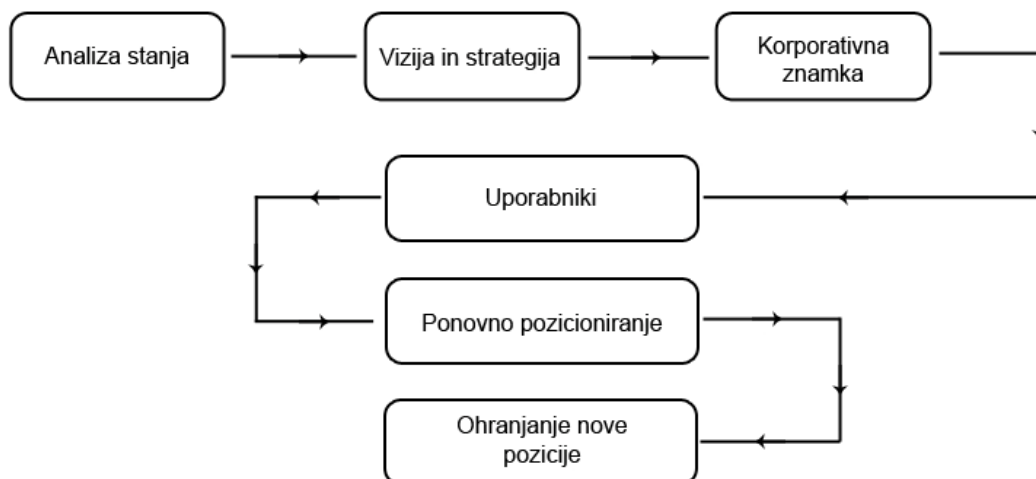 Analiza stanja
Vizija in strategija
Korporativna
znamka
Uporabniki
Ponovno pozicioniranje
Ohranjanje nove
pozicije